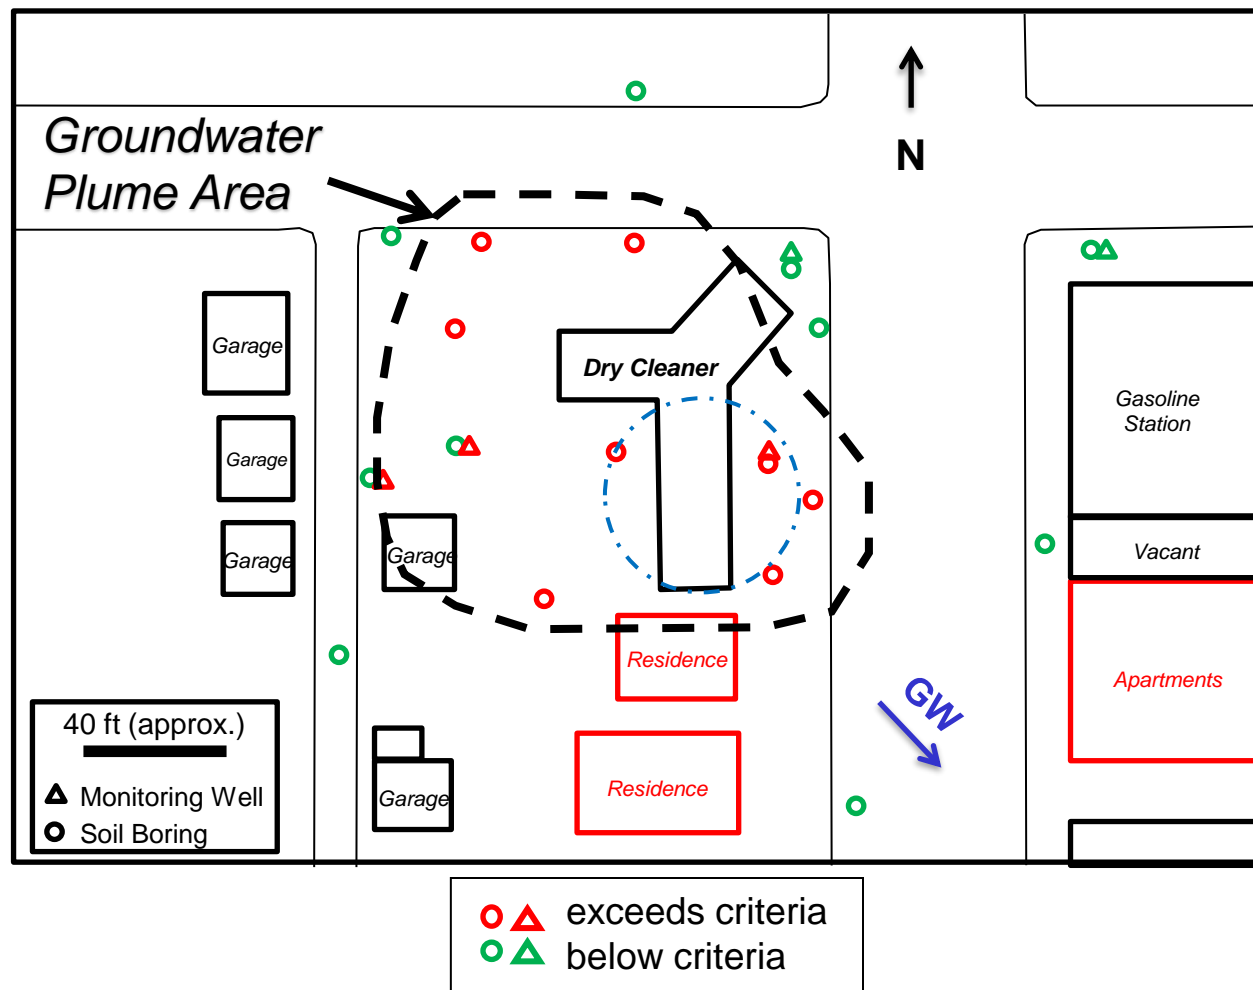 Groundwater
Plume Area
N
Garage
Dry Cleaner
Gasoline
Station
Garage
Garage
Garage
Vacant
Residence
Apartments
GW
40 ft (approx.)
Monitoring Well
Soil Boring
Garage
Residence
exceeds criteria
below criteria